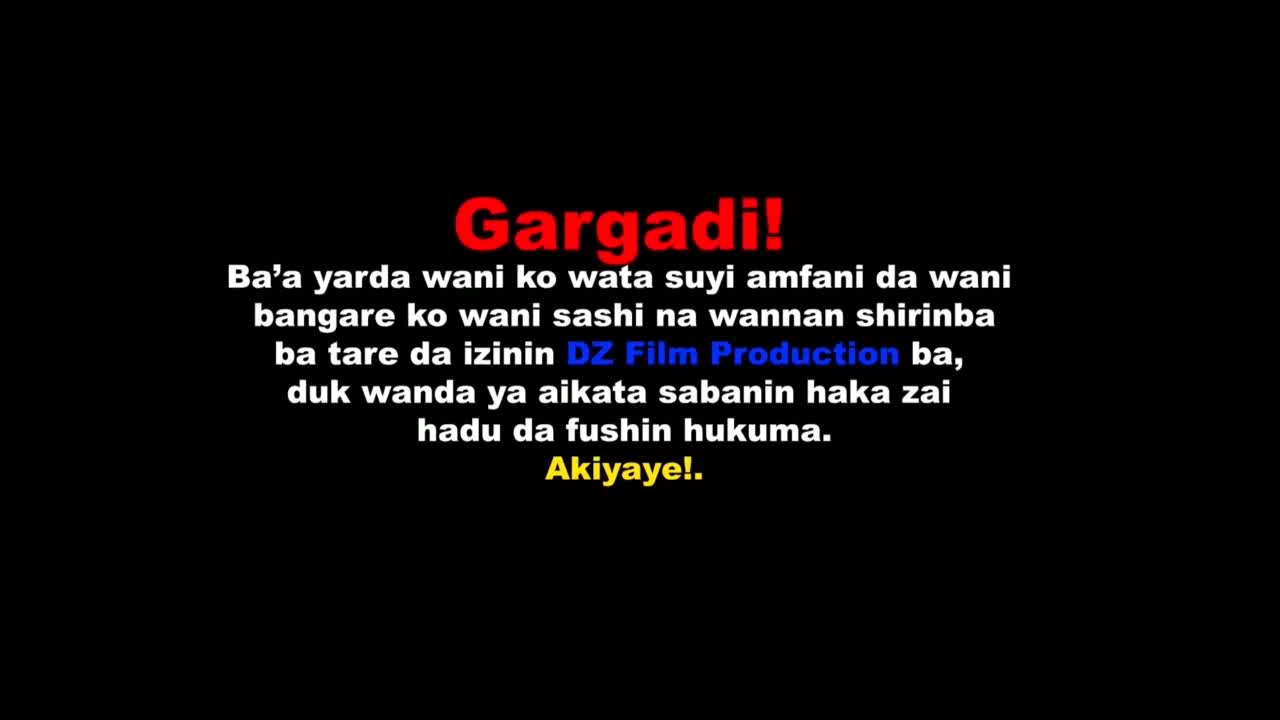 Gargadi!
Ba’a yarda wani ko wata suyi amfani da wani
bangare ko wani sashi na wannan shirinba
ba tare da izinin DZ Film Production ba,
duk wanda ya aikata sabanin haka zai
hadu da fushin hukuma.
Akiyaye!.